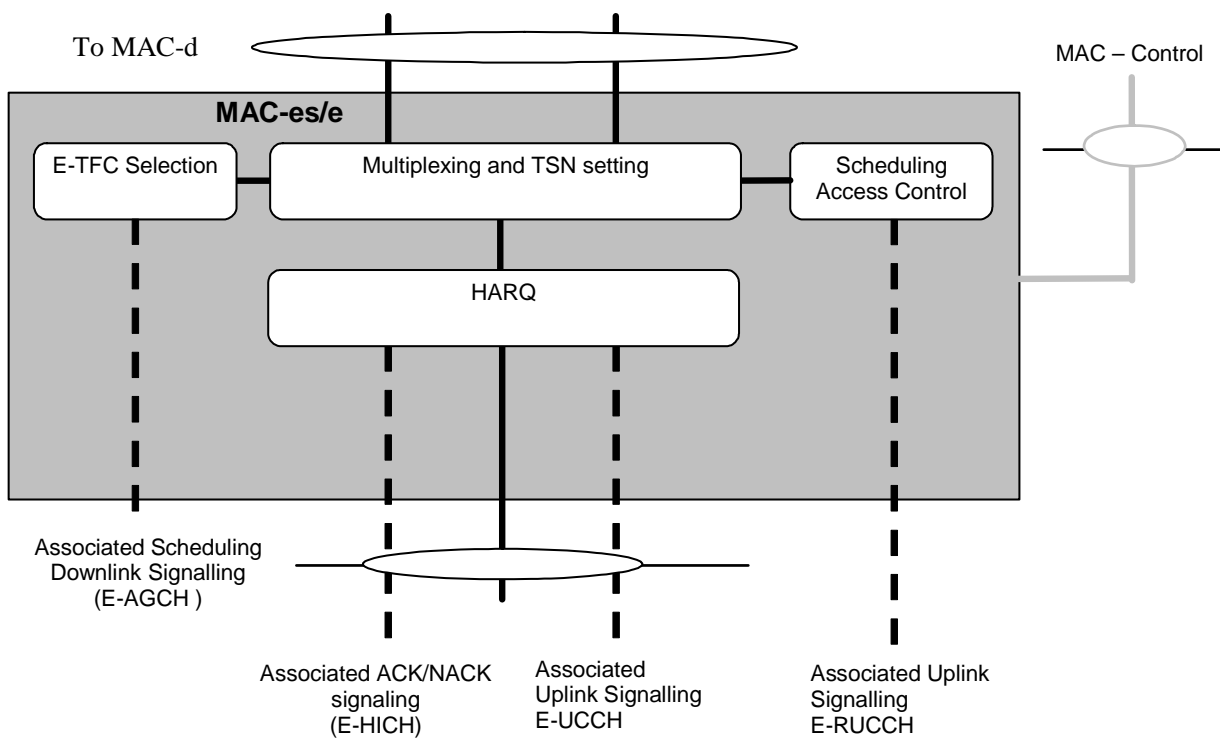 To MAC-d
MAC – Control
MAC-es/e
E-TFC Selection
Multiplexing and TSN setting
Scheduling
Access Control
HARQ
Associated Scheduling
Downlink Signalling
(E-AGCH )
Associated ACK/NACK
signaling
(E-HICH)
Associated
Uplink Signalling
E-UCCH
Associated Uplink
Signalling
E-RUCCH